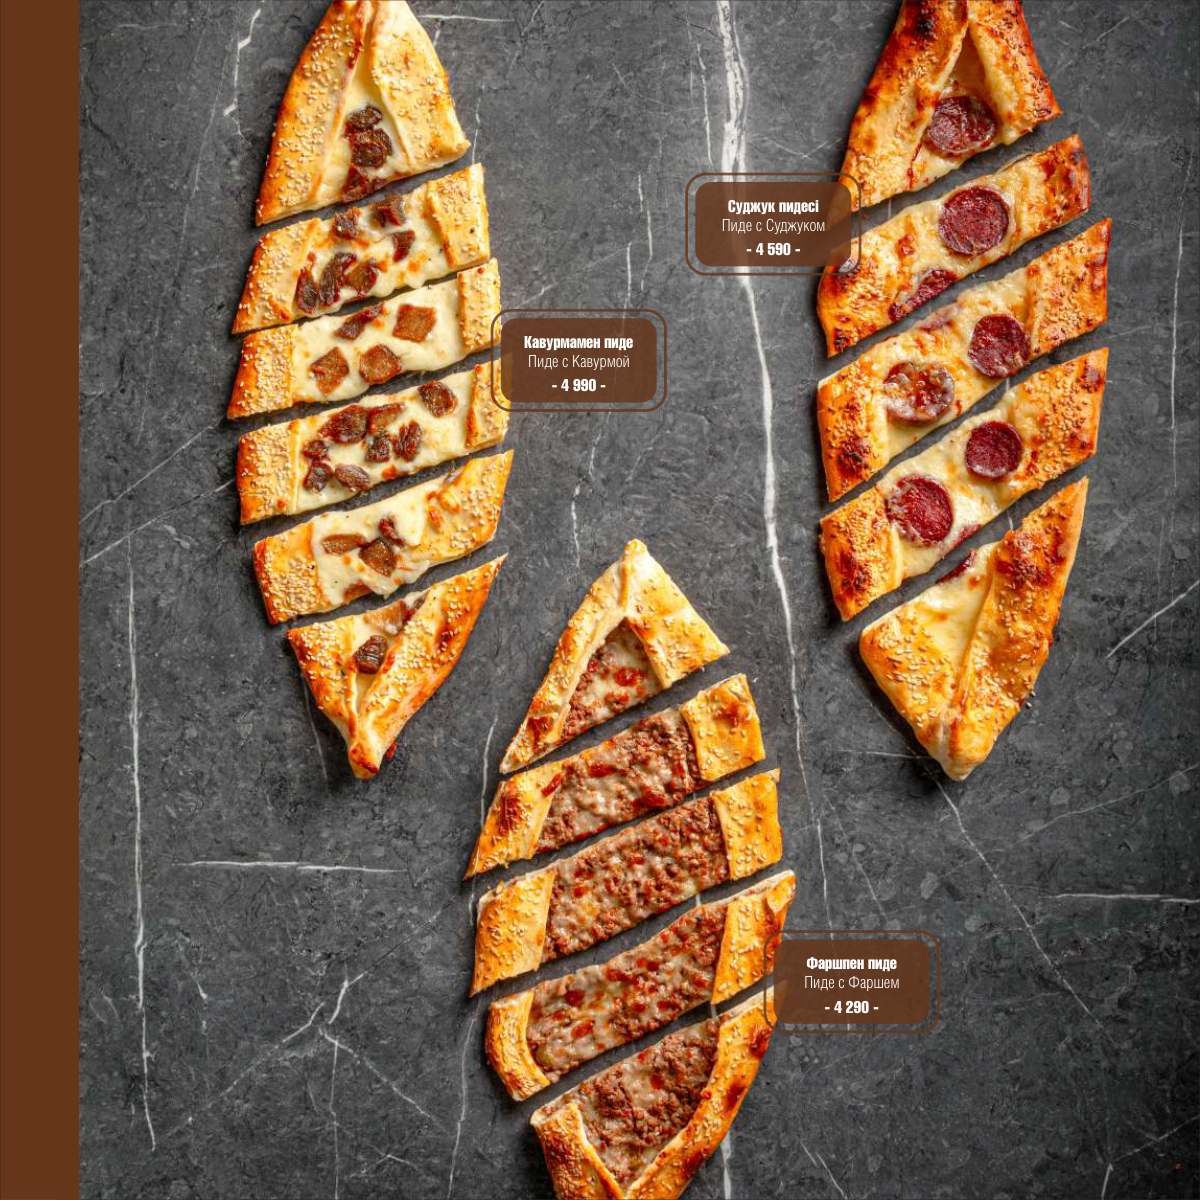 Суджук пидесі
Пиде с Суджуком
- 4 590 -
Кавурмамен пиде
Пиде с Кавурмой
- 4 990 -
Фаршпен пиде
Пиде с Фаршем
- 4 290 -